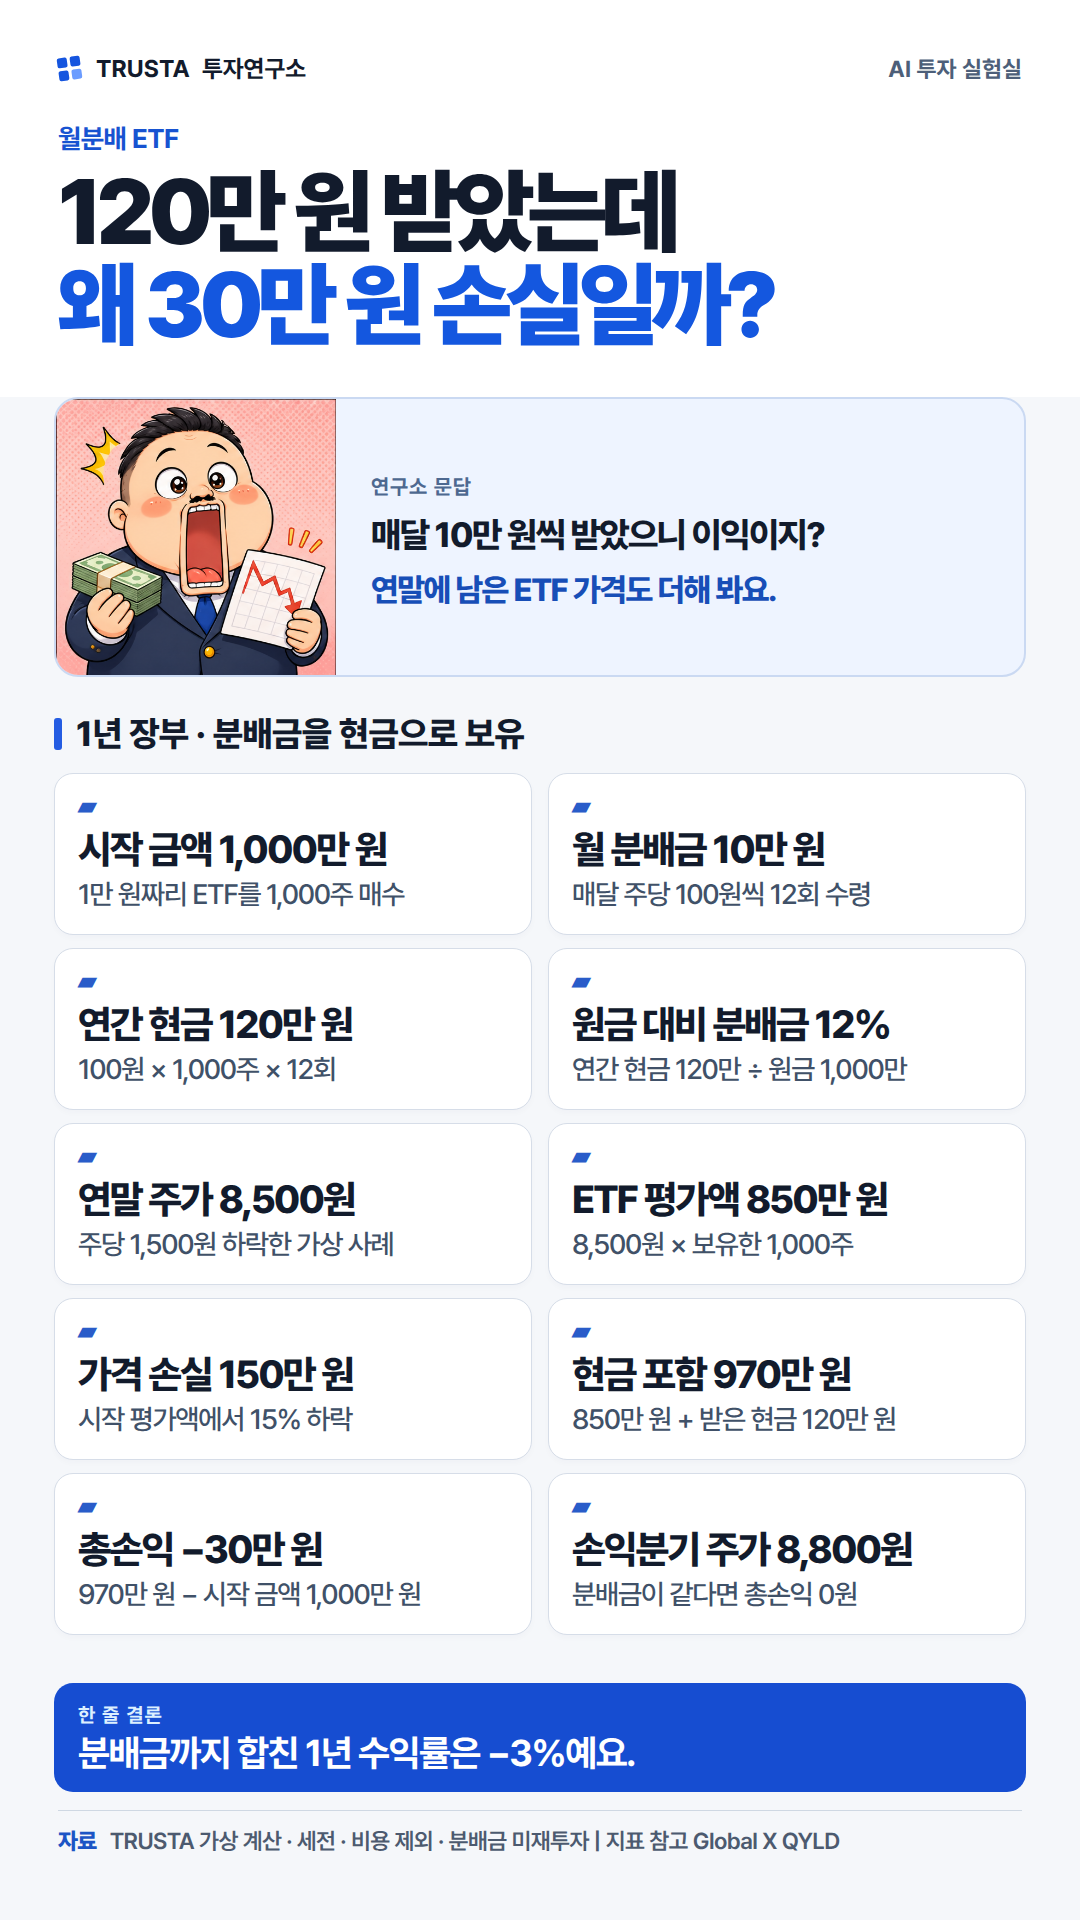 TRUSTA 투자연구소
AI 투자 실험실
월분배 ETF
120만 원 받았는데
왜 30만 원 손실일까?
연구소 문답
매달 10만 원씩 받았으니 이익이지?
연말에 남은 ETF 가격도 더해 봐요.
1년 장부 · 분배금을 현금으로 보유
시작 금액 1,000만 원
1만 원짜리 ETF를 1,000주 매수
월 분배금 10만 원
매달 주당 100원씩 12회 수령
연간 현금 120만 원
100원 × 1,000주 × 12회
원금 대비 분배금 12%
연간 현금 120만 ÷ 원금 1,000만
연말 주가 8,500원
주당 1,500원 하락한 가상 사례
ETF 평가액 850만 원
8,500원 × 보유한 1,000주
가격 손실 150만 원
시작 평가액에서 15% 하락
현금 포함 970만 원
850만 원 + 받은 현금 120만 원
총손익 −30만 원
970만 원 − 시작 금액 1,000만 원
손익분기 주가 8,800원
분배금이 같다면 총손익 0원
한 줄 결론
분배금까지 합친 1년 수익률은 −3%예요.
자료 TRUSTA 가상 계산 · 세전 · 비용 제외 · 분배금 미재투자 | 지표 참고 Global X QYLD